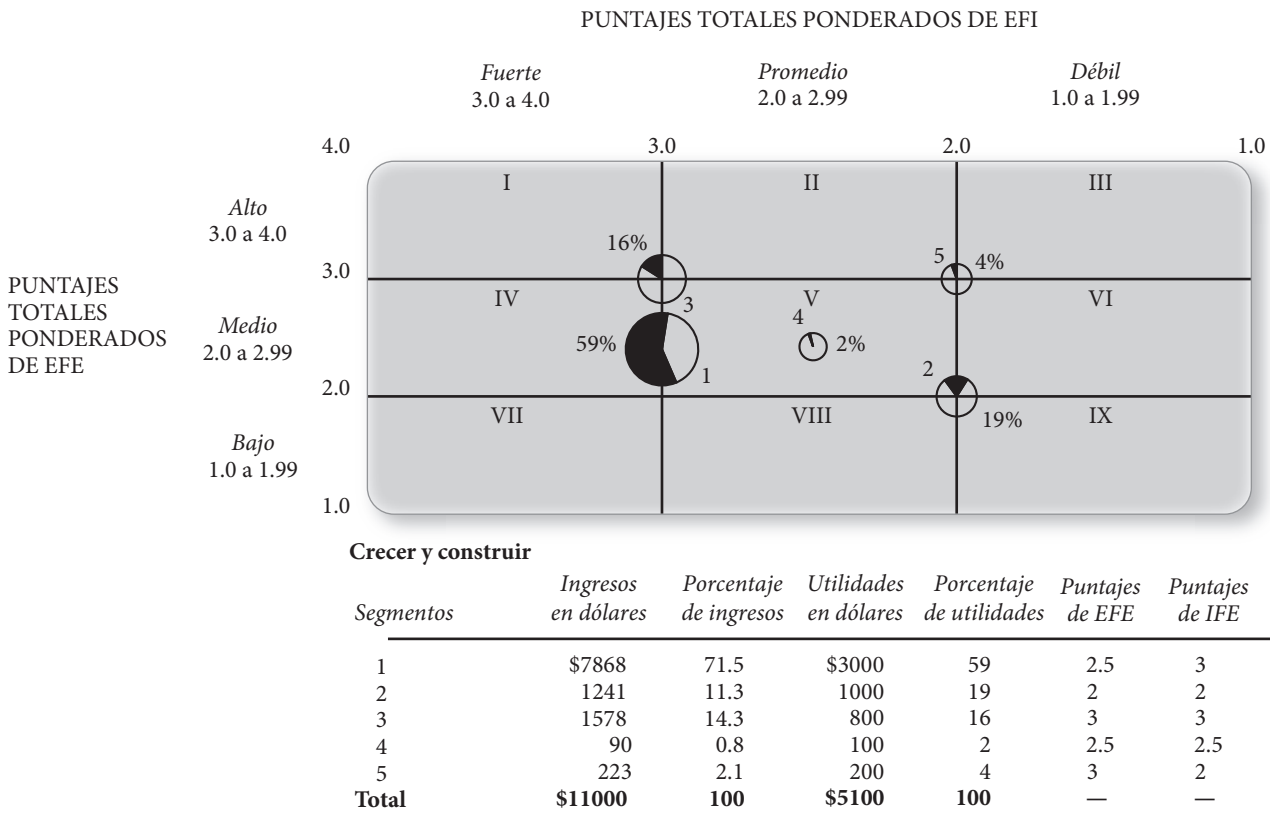 PUNTAJES TOTALES PONDERADOS DE EFI
Fuerte
3.0 a 4.0
Promedio
2.0 a 2.99
Débil
1.0 a 1.99
4.0
3.0
2.0
1.0
I
II
III
Alto
3.0 a 4.0
16%
5
4%
3.0
PUNTAJES
TOTALES
PONDERADOS
DE EFE
IV
3
V
VI
Medio
2.0 a 2.99
59%
1
4
2%
2
2.0
19%
VII
VIII
IX
Bajo
1.0 a 1.99
1.0
Crecer y construir
Segmentos Ingresos en dólares Porcentaje de ingresos Utilidades en dólares Porcentaje de utilidades Puntajes de EFE Puntajes de IFE
1 $7868 71.5 $3000 59 2.5 3
2 1241 11.3 1000 19 2 2
3 1578 14.3 800 16 3 3
4 90 0.8 100 2 2.5 2.5
5 223 2.1 200 4 3 2
Total $11000 100 $5100 100 — —